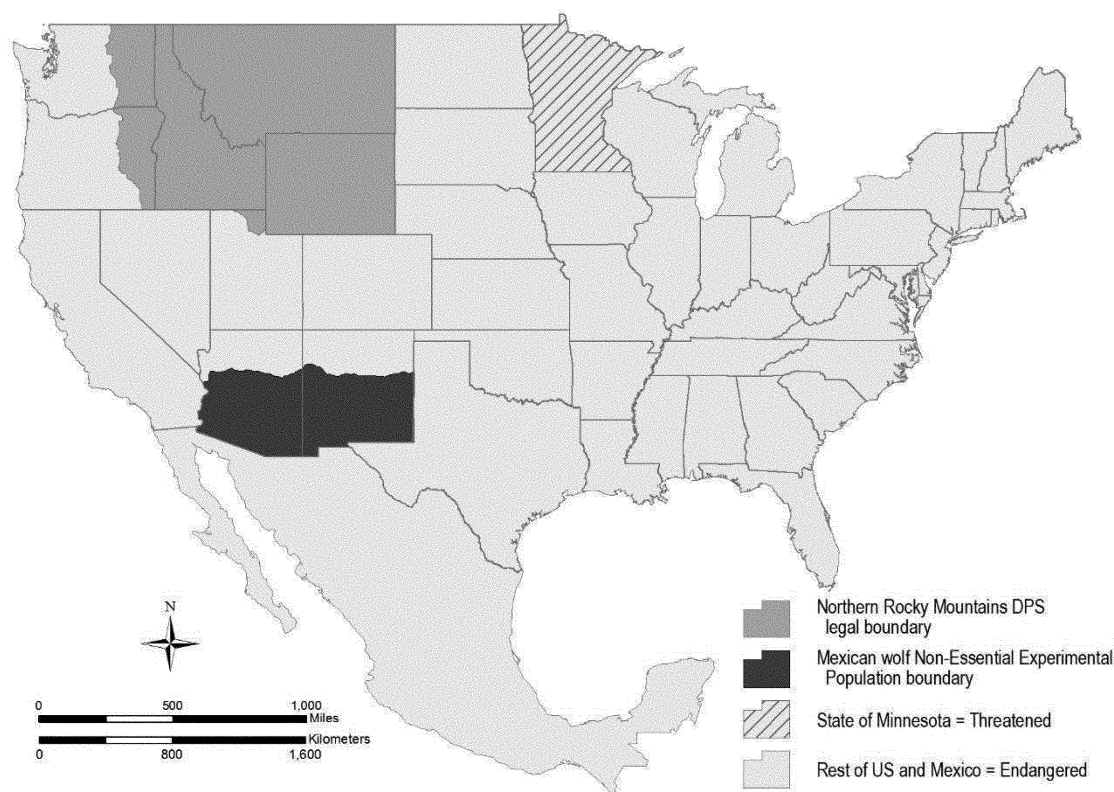 N
0 500 1,000
Miles
Kilometers
0 800 1,600
Northern Rocky Mountains DPS
legal boundary
Mexican wolf Non-Essential Experimental
Population boundary
State of Minnesota = Threatened
Rest of US and Mexico = Endangered